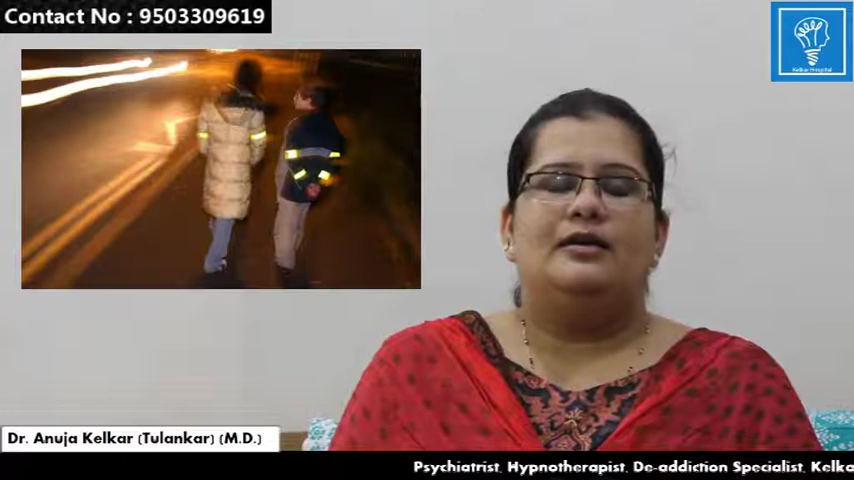 Contact No : 9503309619
Kelkar Hospital
Dr. Anuja Kelkar (Tulankar) (M.D.)
Psychiatrist, Hypnotherapist, De-addiction Specialist, Kelka